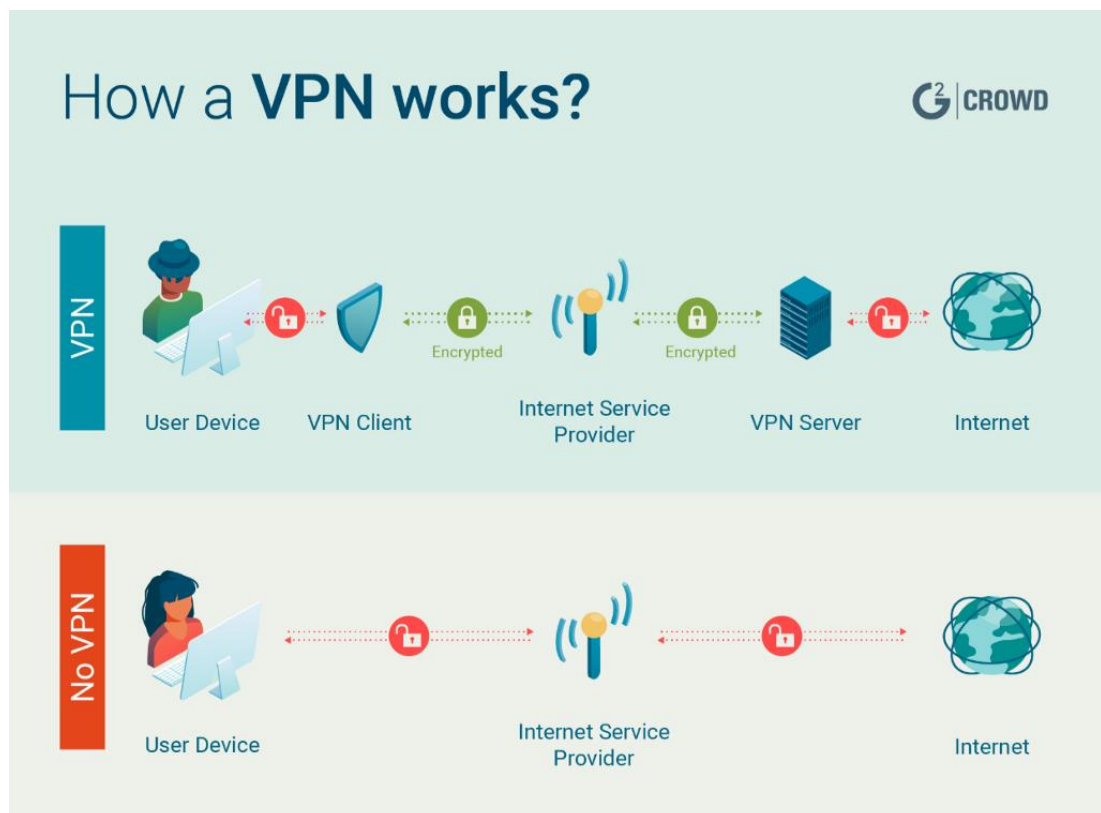 How a VPN works?
G2 | CROWD
VPN
Encrypted
Encrypted
User Device
VPN Client
Internet Service
Provider
VPN Server
Internet
No VPN
User Device
Internet Service
Provider
Internet